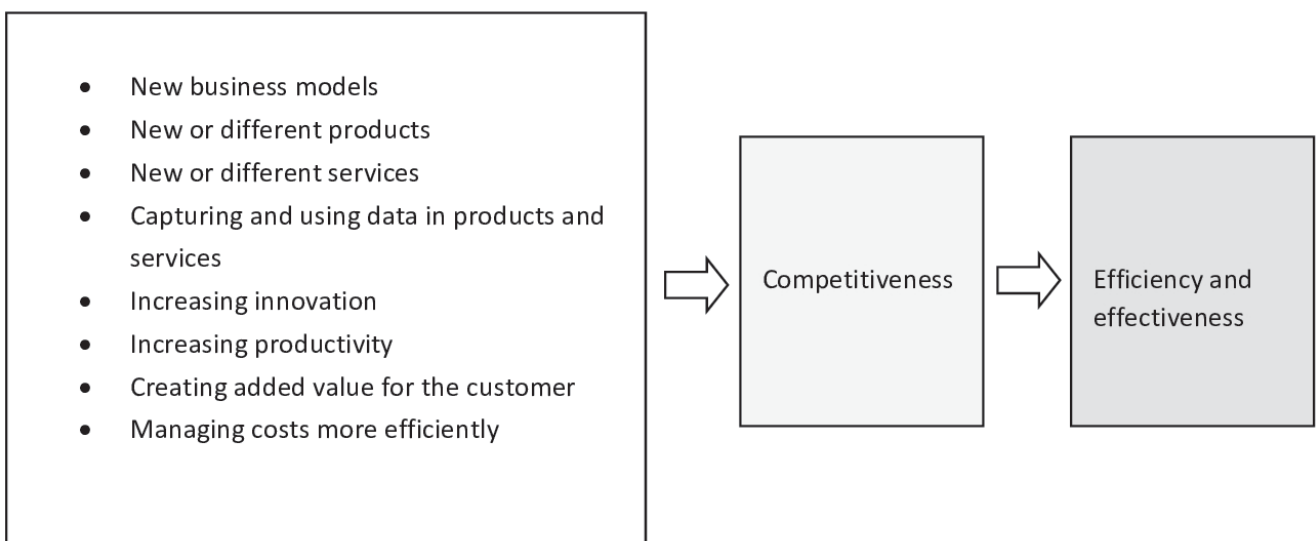 • New business models
• New or different products
• New or different services
• Capturing and using data in products and
services
• Increasing innovation
• Increasing productivity
• Creating added value for the customer
• Managing costs more efficiently
Competitiveness
Efficiency and
effectiveness